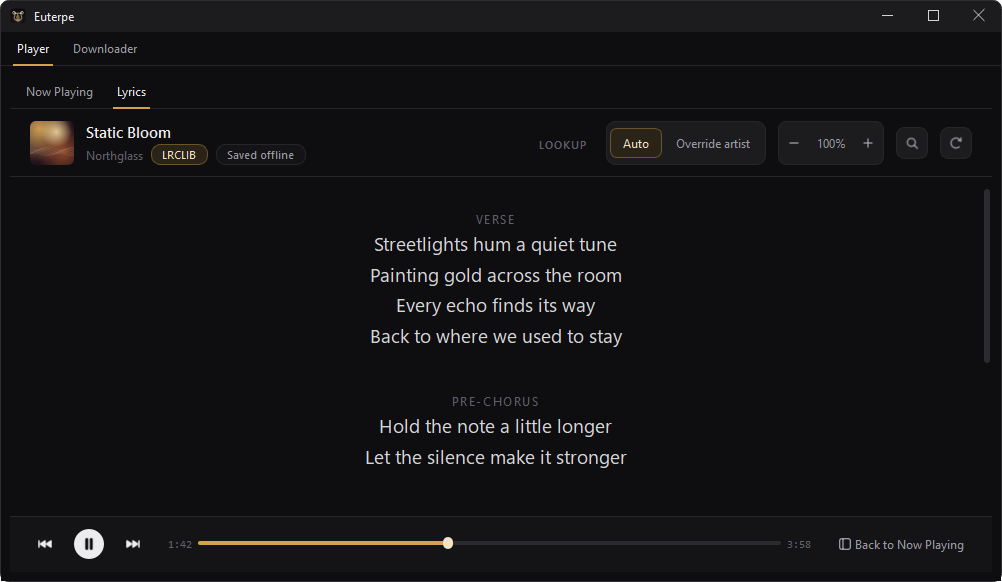 Euterpe
Player Downloader
Now Playing Lyrics
Static Bloom
Northglass LRCLIB Saved offline
LOOKUP Auto Override artist − 100% +
VERSE
Streetlights hum a quiet tune
Painting gold across the room
Every echo finds its way
Back to where we used to stay
PRE-CHORUS
Hold the note a little longer
Let the silence make it stronger
1:42 3:58 Back to Now Playing